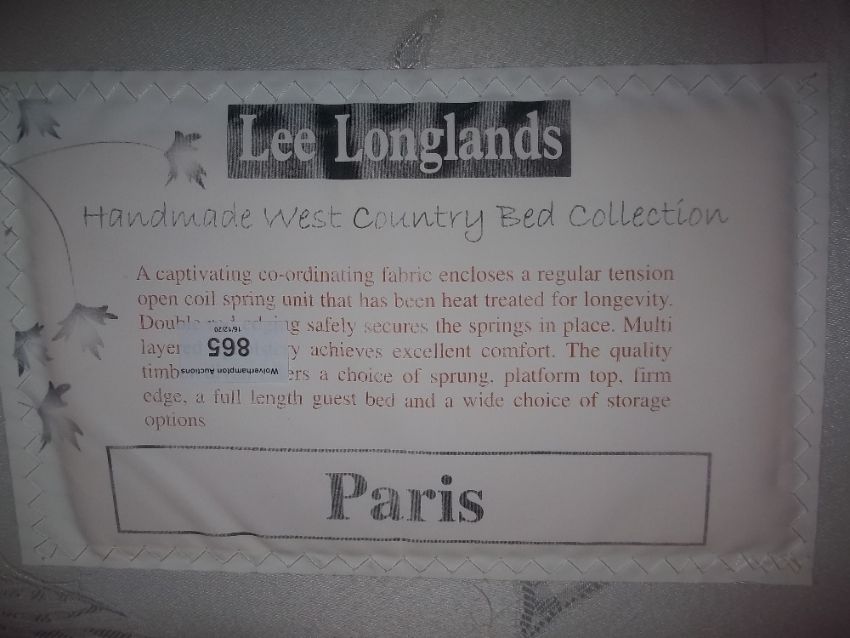 Lee Longlands
Handmade West Country Bed Collection
A captivating co-ordinating fabric encloses a regular tension
open coil spring unit that has been heat treated for longevity.
Double safely secures the springs in place. Multi
achieves excellent comfort. The quality
a choice of sprung, platform top, firm
edge, a full length guest bed and a wide choice of storage
options
Wolverhampton Auctions
865
16/12/20
Paris